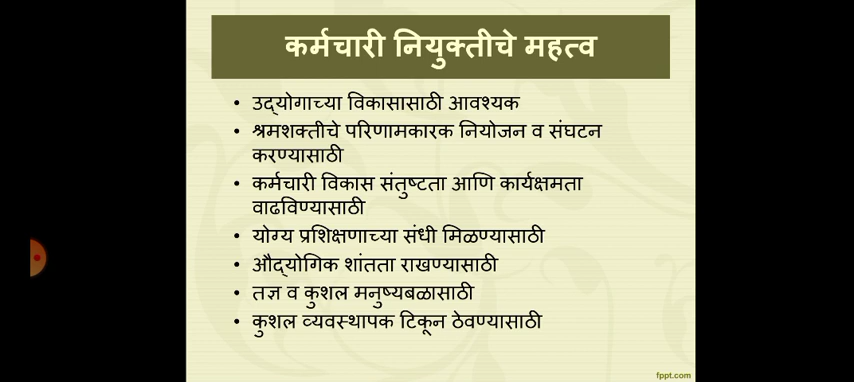 कर्मचारी नियुक्तीचे महत्व
• उद्योगाच्या विकासासाठी आवश्यक
• श्रमशक्तीचे परिणामकारक नियोजन व संघटन
करण्यासाठी
• कर्मचारी विकास संतुष्टता आणि कार्यक्षमता
वाढविण्यासाठी
• योग्य प्रशिक्षणाच्या संधी मिळण्यासाठी
• औद्योगिक शांतता राखण्यासाठी
• तज्ञ व कुशल मनुष्यबळासाठी
• कुशल व्यवस्थापक टिकून ठेवण्यासाठी
fppt.com